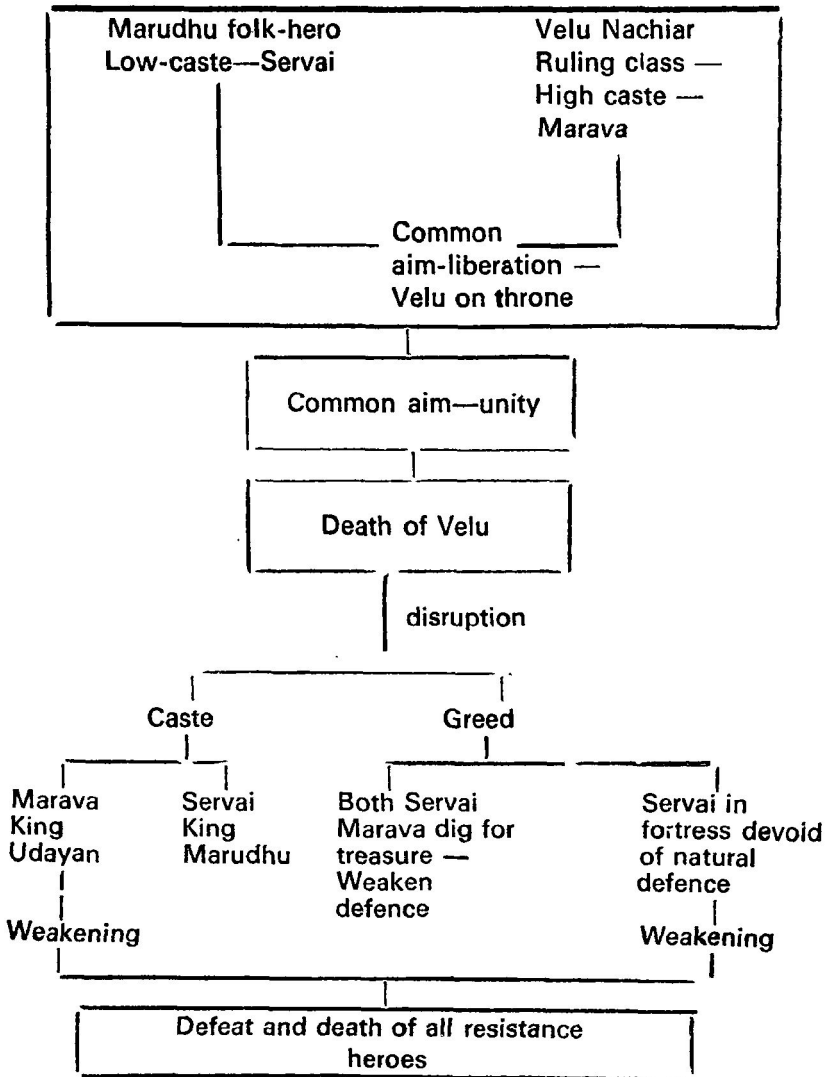 Marudhu folk-hero
Low-caste—Servai
Velu Nachiar
Ruling class —
High caste —
Marava
Common
aim-liberation —
Velu on throne
Common aim—unity
Death of Velu
disruption
Caste
Greed
Marava
King
Udayan
Weakening
Servai
King
Marudhu
Both Servai
Marava dig for
treasure —
Weaken
defence
Servai in
fortress devoid
of natural
defence
Weakening
Defeat and death of all resistance
heroes